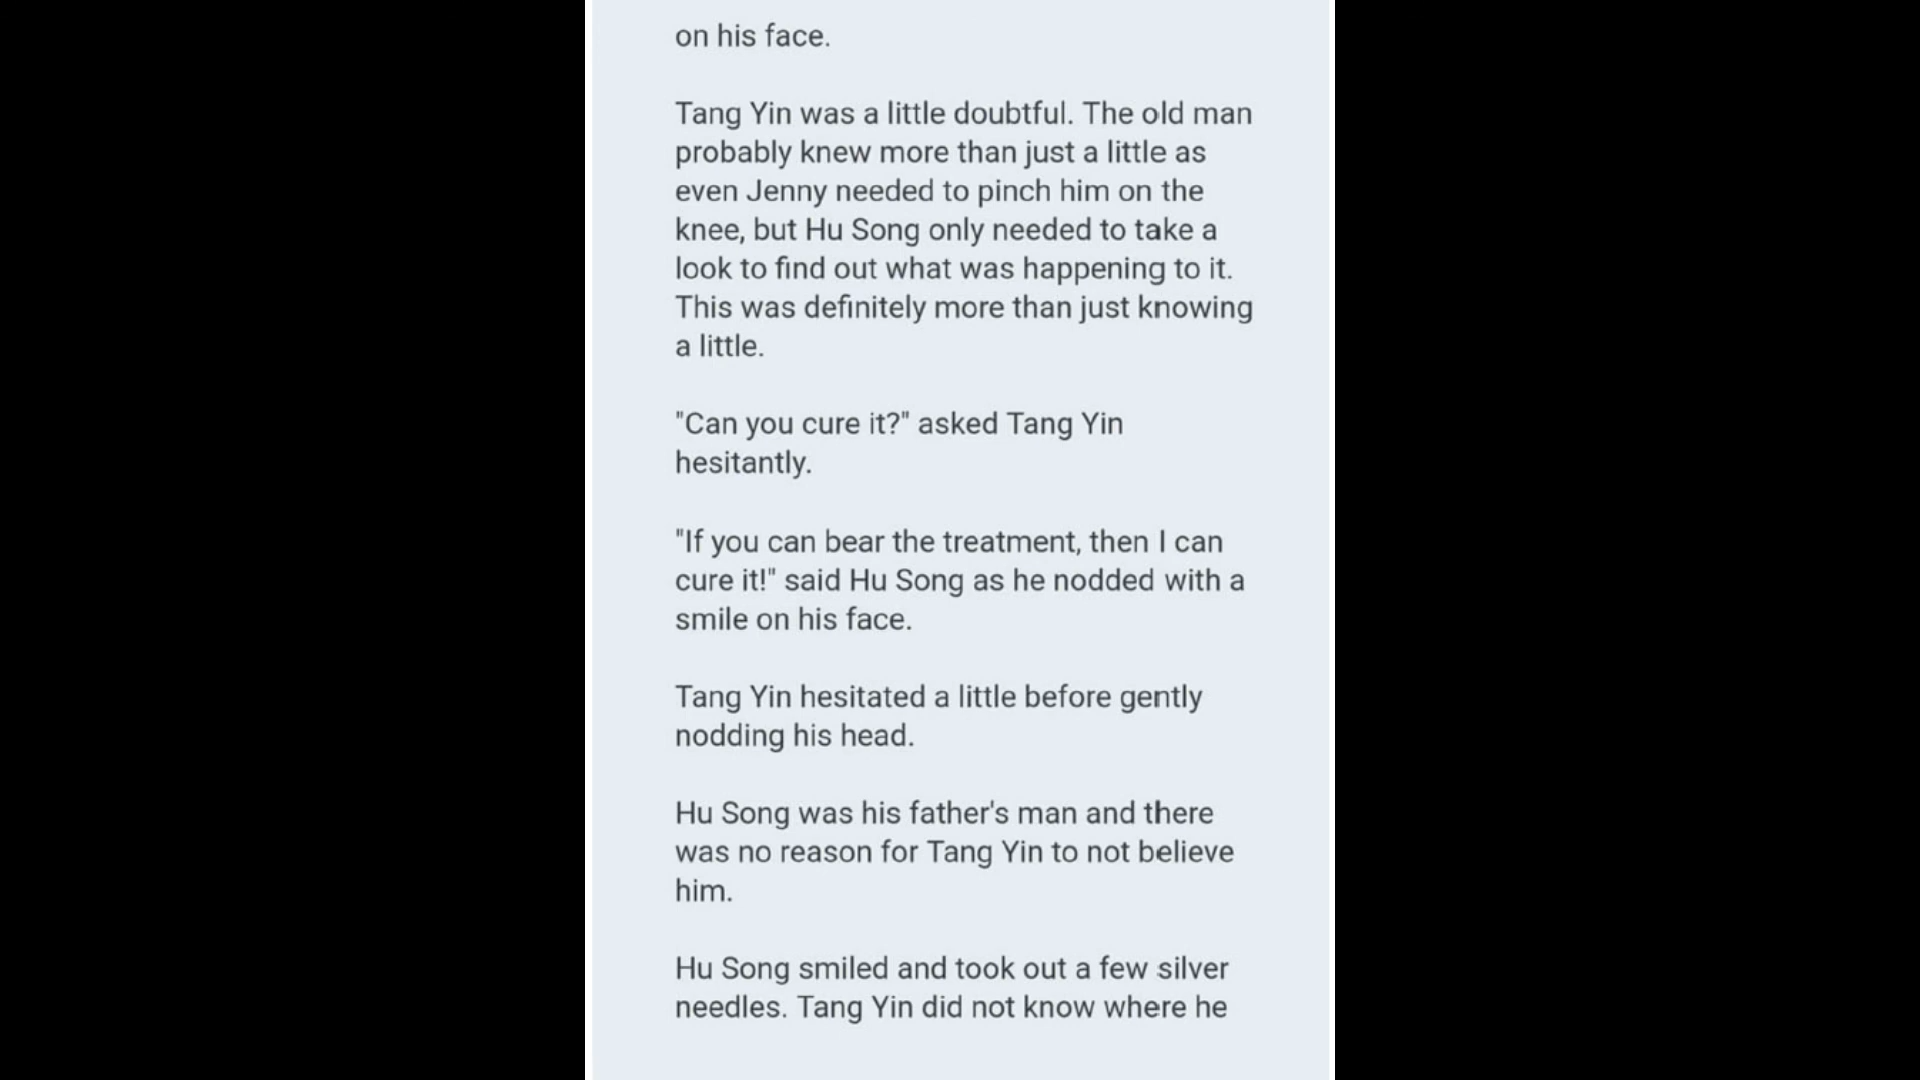 on his face.
Tang Yin was a little doubtful. The old man
probably knew more than just a little as
even Jenny needed to pinch him on the
knee, but Hu Song only needed to take a
look to find out what was happening to it.
This was definitely more than just knowing
a little.
"Can you cure it?" asked Tang Yin
hesitantly.
"If you can bear the treatment, then I can
cure it!" said Hu Song as he nodded with a
smile on his face.
Tang Yin hesitated a little before gently
nodding his head.
Hu Song was his father's man and there
was no reason for Tang Yin to not believe
him.
Hu Song smiled and took out a few silver
needles. Tang Yin did not know where he